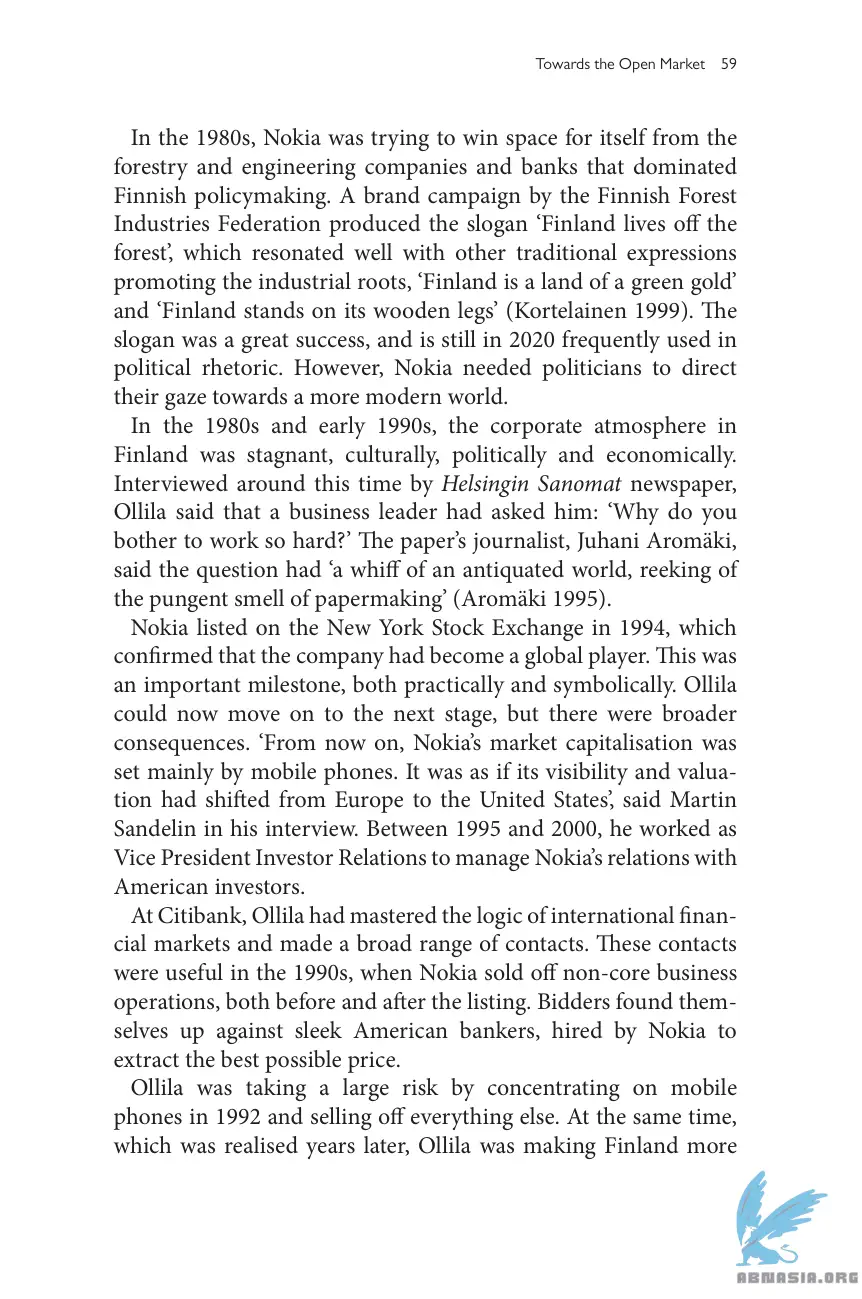 Towards the Open Market 59
In the 1980s, Nokia was trying to win space for itself from the
forestry and engineering companies and banks that dominated
Finnish policymaking. A brand campaign by the Finnish Forest
Industries Federation produced the slogan ‘Finland lives off the
forest’, which resonated well with other traditional expressions
promoting the industrial roots, ‘Finland is a land of a green gold’
and ‘Finland stands on its wooden legs’ (Kortelainen 1999). The
slogan was a great success, and is still in 2020 frequently used in
political rhetoric. However, Nokia needed politicians to direct
their gaze towards a more modern world.
In the 1980s and early 1990s, the corporate atmosphere in
Finland was stagnant, culturally, politically and economically.
Interviewed around this time by Helsingin Sanomat newspaper,
Ollila said that a business leader had asked him: ‘Why do you
bother to work so hard?’ The paper’s journalist, Juhani Aromäki,
said the question had ‘a whiff of an antiquated world, reeking of
the pungent smell of papermaking’ (Aromäki 1995).
Nokia listed on the New York Stock Exchange in 1994, which
confirmed that the company had become a global player. This was
an important milestone, both practically and symbolically. Ollila
could now move on to the next stage, but there were broader
consequences. ‘From now on, Nokia’s market capitalisation was
set mainly by mobile phones. It was as if its visibility and valua-
tion had shifted from Europe to the United States’, said Martin
Sandelin in his interview. Between 1995 and 2000, he worked as
Vice President Investor Relations to manage Nokia’s relations with
American investors.
At Citibank, Ollila had mastered the logic of international finan-
cial markets and made a broad range of contacts. These contacts
were useful in the 1990s, when Nokia sold off non-core business
operations, both before and after the listing. Bidders found them-
selves up against sleek American bankers, hired by Nokia to
extract the best possible price.
Ollila was taking a large risk by concentrating on mobile
phones in 1992 and selling off everything else. At the same time,
which was realised years later, Ollila was making Finland more
ABNASIA.ORG